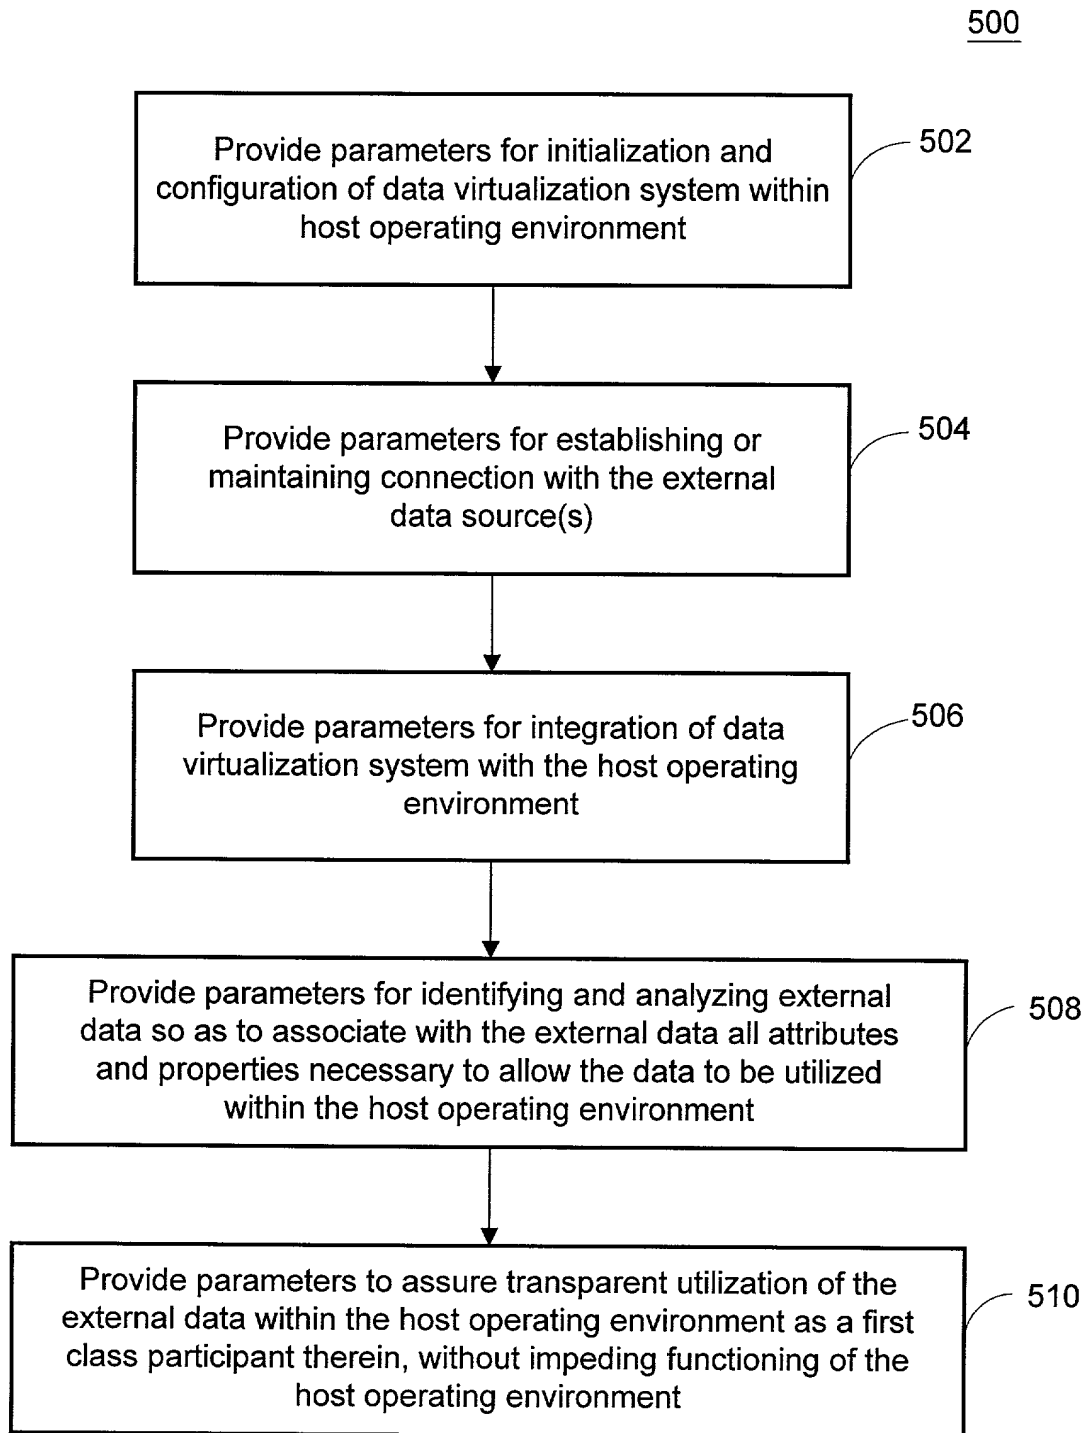 500
Provide parameters for initialization and
configuration of data virtualization system within
host operating environment
502
Provide parameters for establishing or
maintaining connection with the external
data source(s)
504
Provide parameters for integration of data
virtualization system with the host operating
environment
506
Provide parameters for identifying and analyzing external
data so as to associate with the external data all attributes
and properties necessary to allow the data to be utilized
within the host operating environment
508
Provide parameters to assure transparent utilization of the
external data within the host operating environment as a first
class participant therein, without impeding functioning of the
host operating environment
510